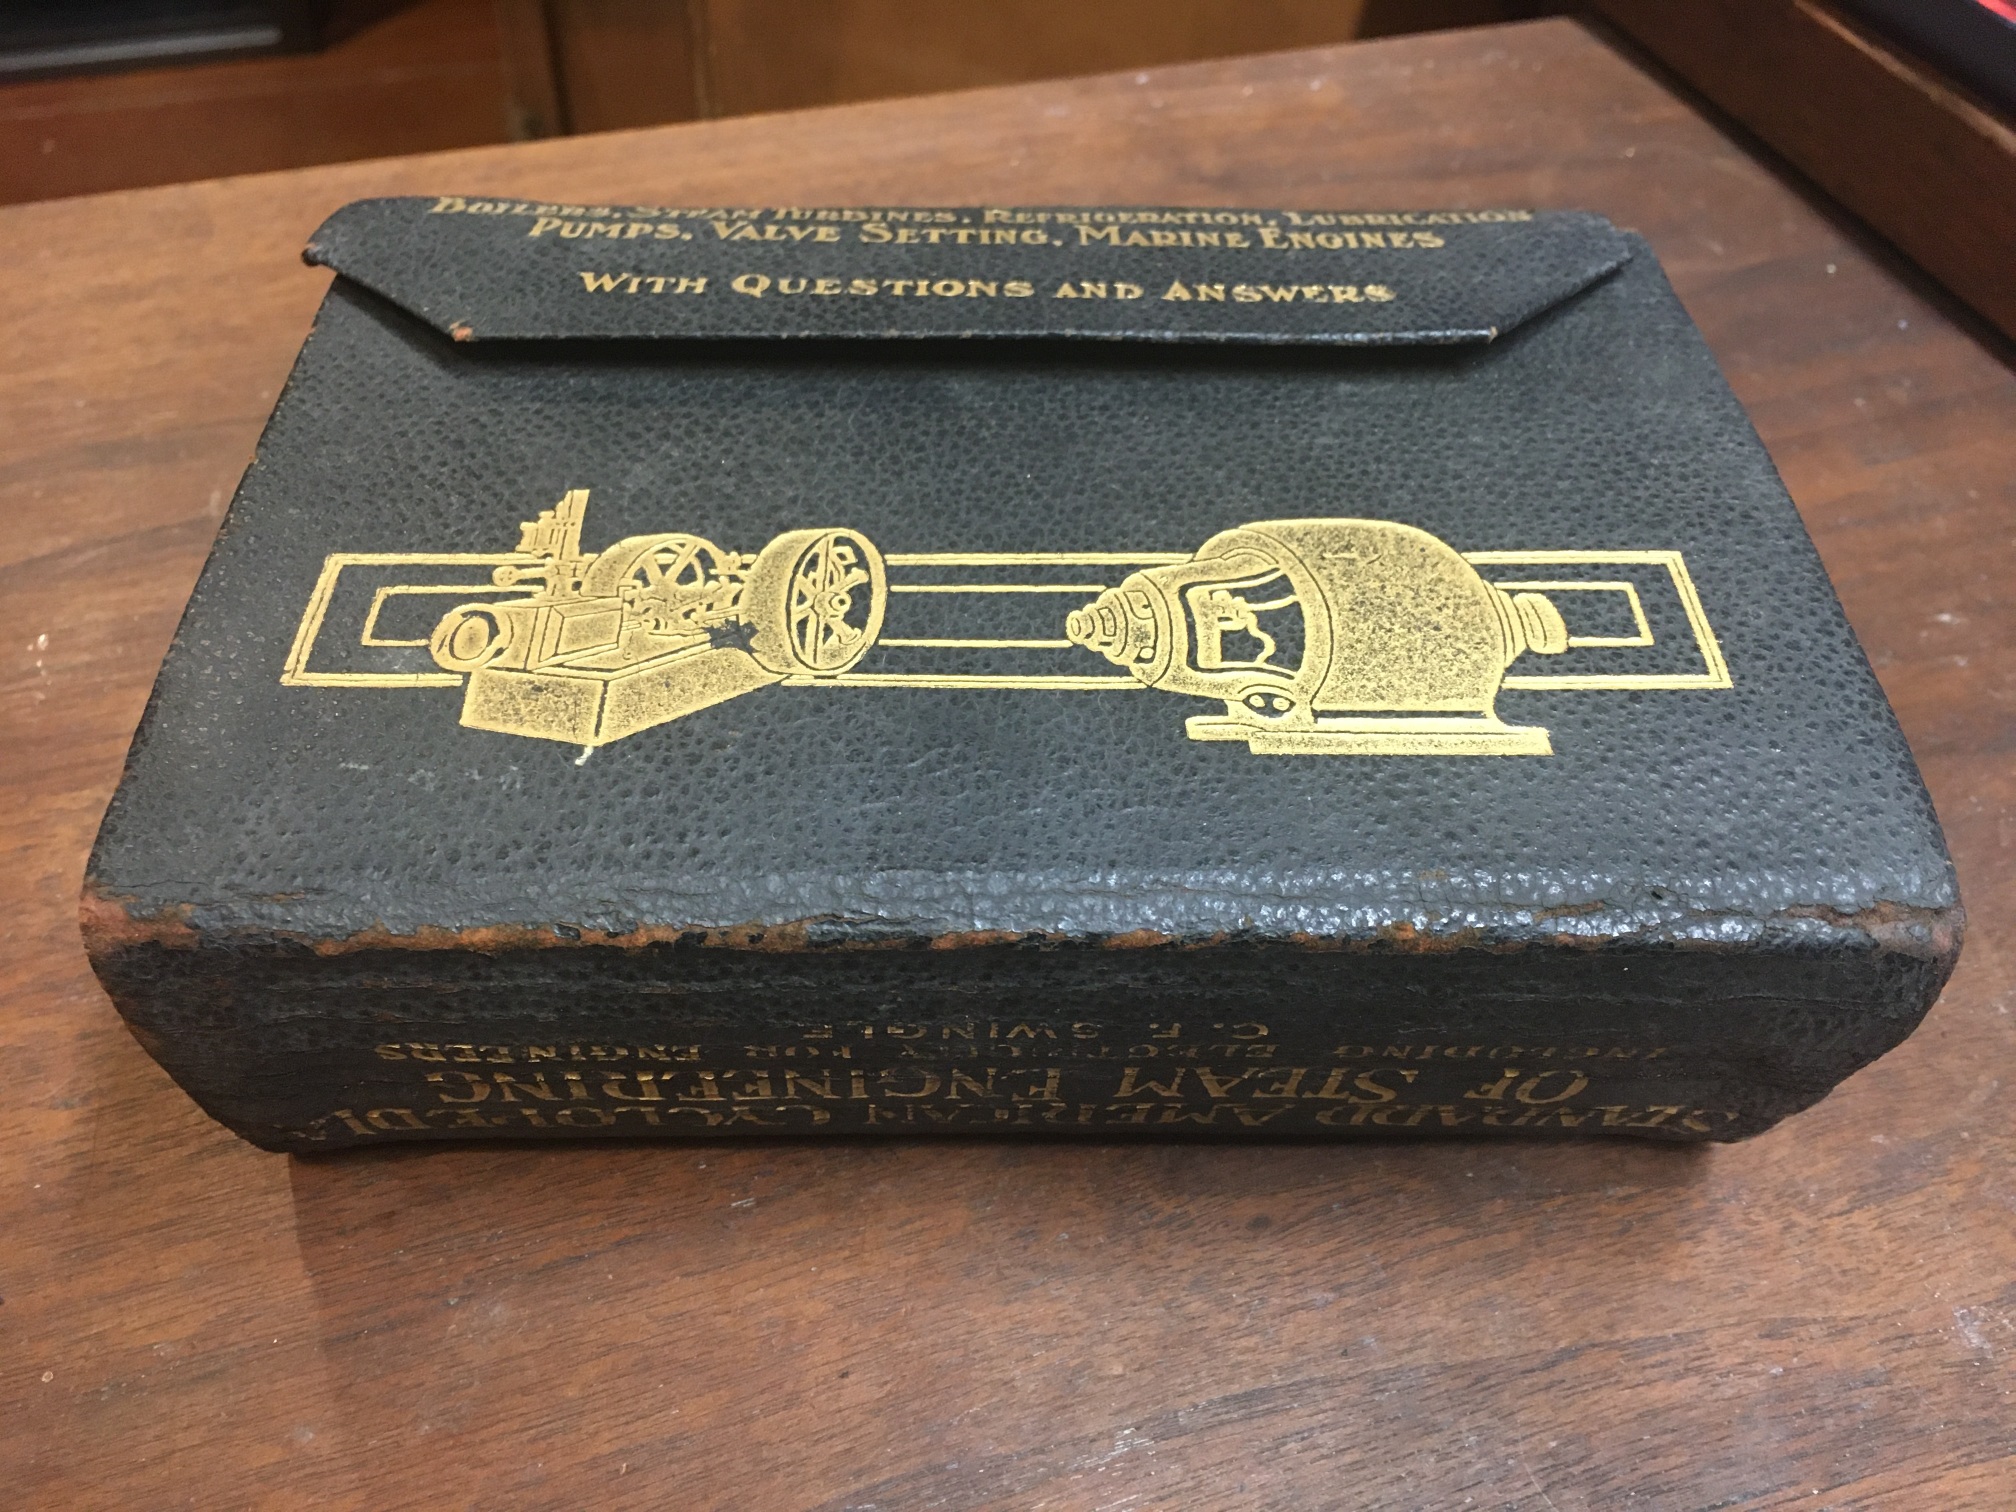 BOILERS, STEAM TURBINES, REFRIGERATION, LUBRICATION
PUMPS, VALVE SETTING, MARINE ENGINES
WITH QUESTIONS AND ANSWERS
STANDARD AMERICAN CYCLOPEDIA
OF STEAM ENGINEERING
INCLUDING ELECTRICITY FOR ENGINEERS
C. F. SWINGLE